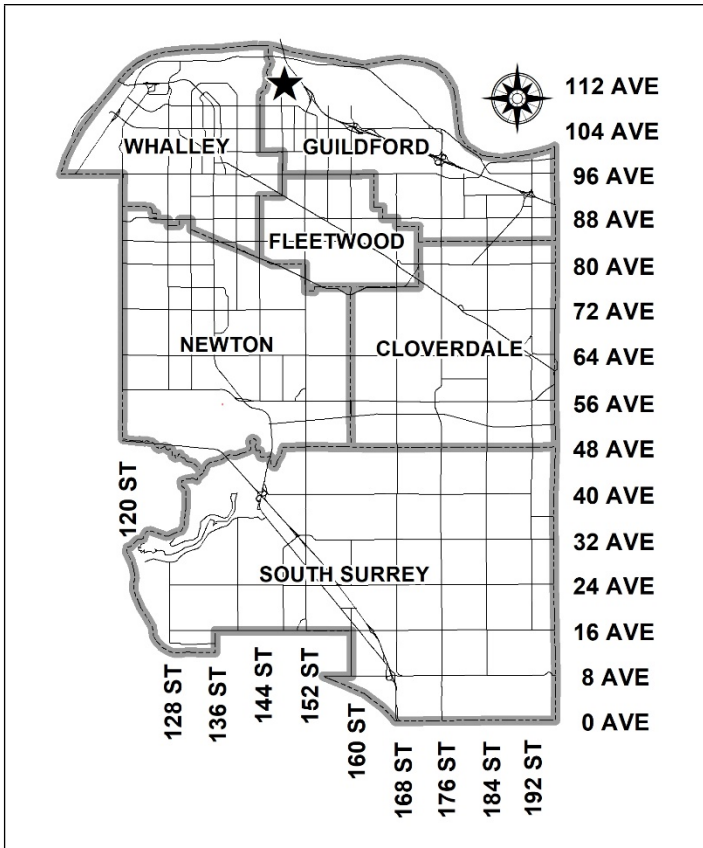 112 AVE
104 AVE
WHALLEY
GUILDFORD
96 AVE
88 AVE
FLEETWOOD
80 AVE
72 AVE
NEWTON
CLOVERDALE
64 AVE
56 AVE
48 AVE
120 ST
40 AVE
32 AVE
SOUTH SURREY
24 AVE
16 AVE
8 AVE
128 ST
136 ST
144 ST
152 ST
160 ST
0 AVE
168 ST
176 ST
184 ST
192 ST